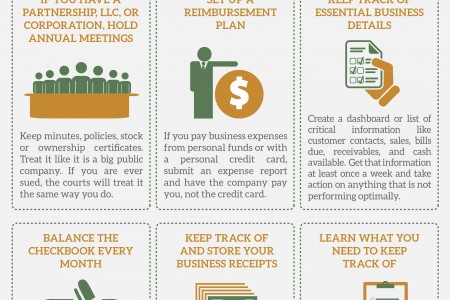 IF YOU HAVE A
PARTNERSHIP, LLC, OR
CORPORATION, HOLD
ANNUAL MEETINGS
Keep minutes, policies, stock
or ownership certificates.
Treat it like it is a big public
company. If you are ever
sued, the courts will treat it
the same way you do.
SET UP A
REIMBURSEMENT
PLAN
$
If you pay business expenses
from personal funds or with
a personal credit card,
submit an expense report
and have the company pay
you, not the credit card.
KEEP TRACK OF
ESSENTIAL BUSINESS
DETAILS
Create a dashboard or list of
critical information like
customer contacts, sales, bills
due, receivables, and cash
available. Get that information
at least once a week and take
action on anything that is not
performing optimally.
BALANCE THE
CHECKBOOK EVERY
MONTH
KEEP TRACK OF
AND STORE YOUR
BUSINESS RECEIPTS
LEARN WHAT YOU
NEED TO KEEP
TRACK OF